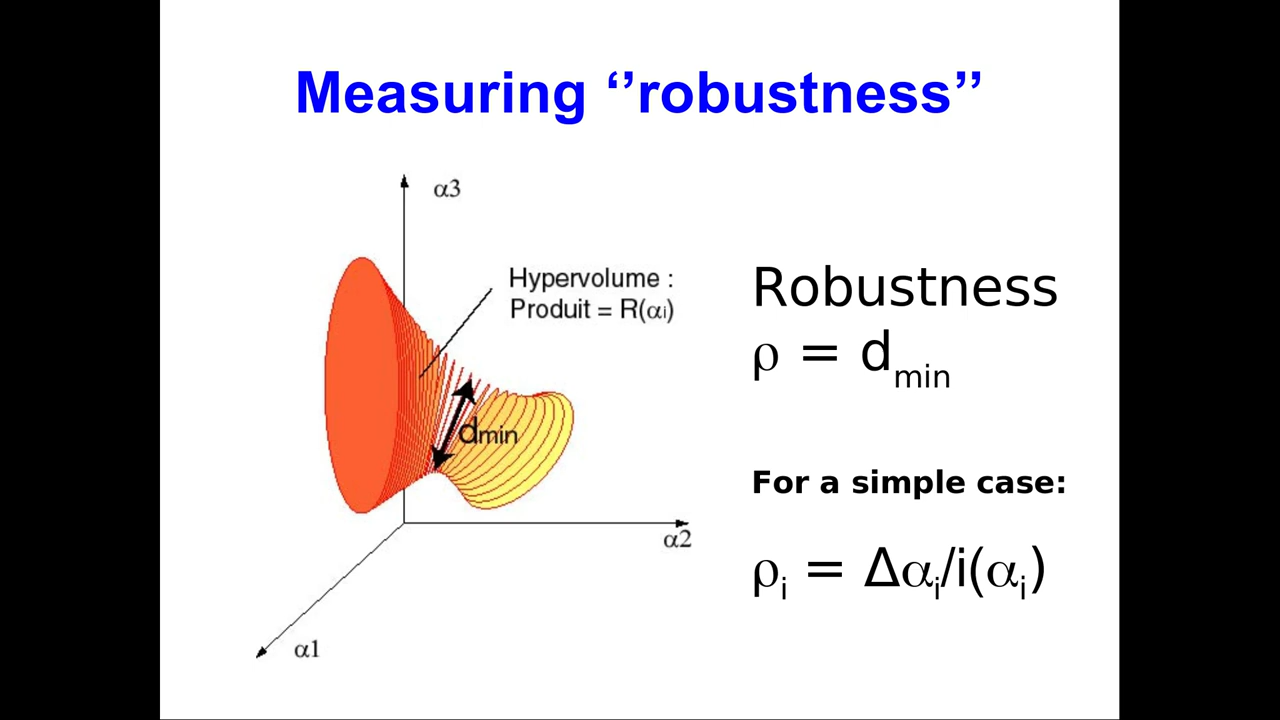 Measuring ‘’robustness’’
α3
Hypervolume :
Produit = R(αi)
dmin
α2
α1
Robustness
ρ = dmin
For a simple case:
ρi = Δαi/i(αi)